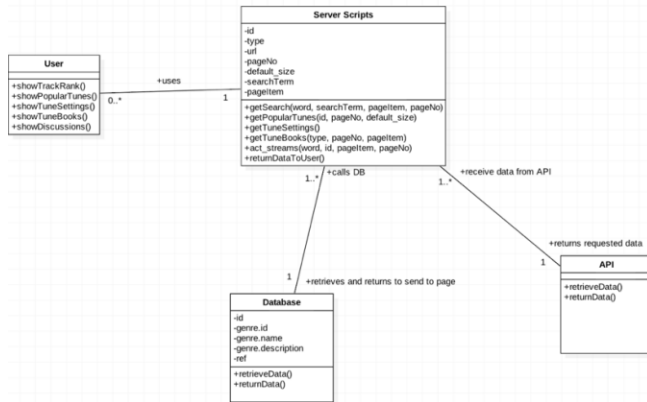 Server Scripts
-id
-type
-url
-pageNo
-default_size
-searchTerm
-pageItem
+getSearch(word, searchTerm, pageItem, pageNo)
+getPopularTunes(id, pageNo, default_size)
+getTuneSettings()
+getTuneBooks(type, pageNo, pageItem)
+act_streams(word, id, pageItem, pageNo)
+returnDataToUser()
User
+showTrackRank()
+showPopularTunes()
+showTuneSettings()
+showTuneBooks()
+showDiscussions()
+uses
0..*
1
+calls DB
1..*
1..*
+receive data from API
+returns requested data
1
1
+retrieves and returns to send to page
API
+retrieveData()
+returnData()
Database
-id
-genre.id
-genre.name
-genre.description
-ref
+retrieveData()
+returnData()